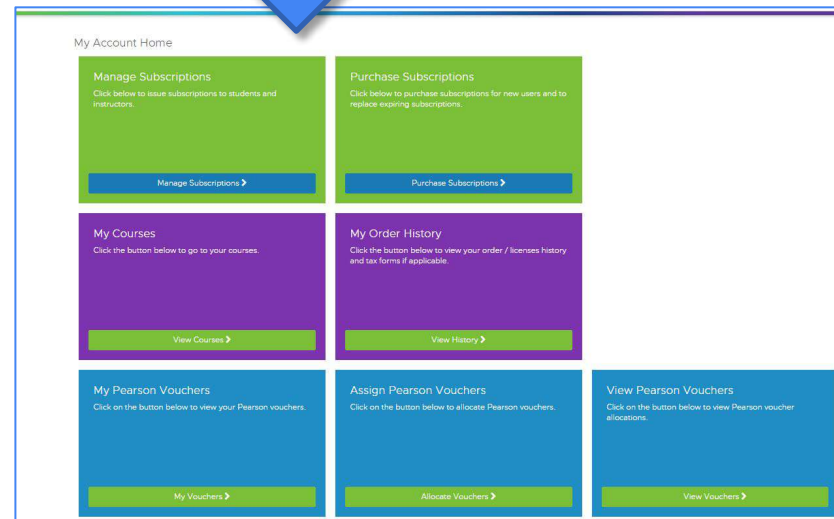 My Account Home
Manage Subscriptions
Click below to issue subscriptions to students and
instructors.
Manage Subscriptions
Purchase Subscriptions
Click below to purchase subscriptions for new users and to
replace expiring subscriptions.
Purchase Subscriptions
My Courses
Click the button below to go to your courses.
View Courses
My Order History
Click the button below to view your order / licenses history
and tax forms if applicable.
View History
My Pearson Vouchers
Click on the button below to view your Pearson vouchers.
My Vouchers
Assign Pearson Vouchers
Click on the button below to allocate Pearson vouchers.
Allocate Vouchers
View Pearson Vouchers
Click on the button below to view Pearson voucher
allocations.
View Vouchers